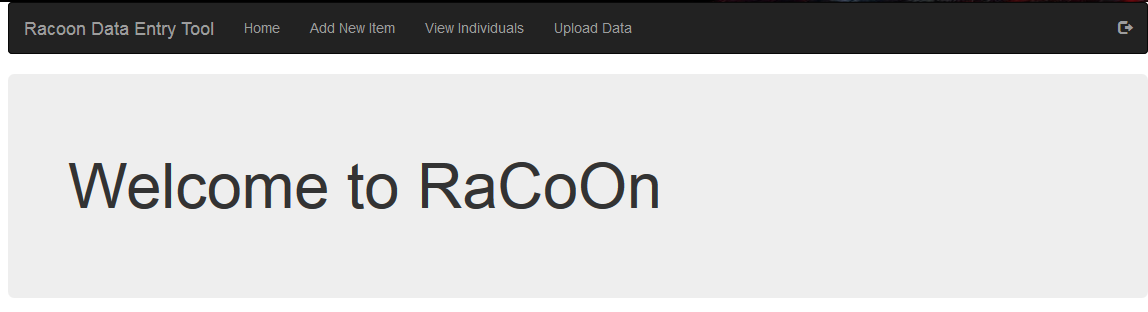 Racoon Data Entry Tool Home Add New Item View Individuals Upload Data
Welcome to RaCoOn